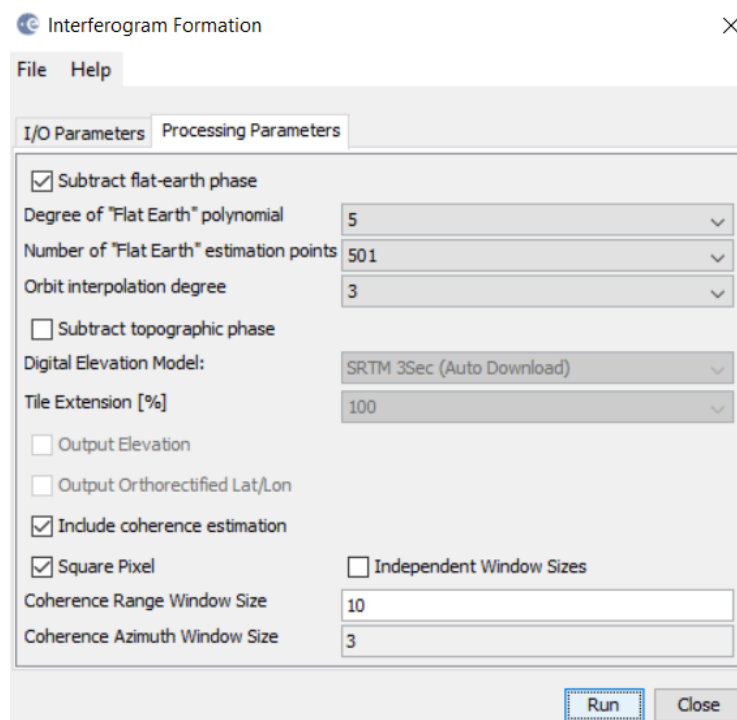 Interferogram Formation
File Help
I/O Parameters Processing Parameters
Subtract flat-earth phase
Degree of "Flat Earth" polynomial 5
Number of "Flat Earth" estimation points 501
Orbit interpolation degree 3
Subtract topographic phase
Digital Elevation Model: SRTM 3Sec (Auto Download)
Tile Extension [%] 100
Output Elevation
Output Orthorectified Lat/Lon
Include coherence estimation
Square Pixel Independent Window Sizes
Coherence Range Window Size 10
Coherence Azimuth Window Size 3
Run Close